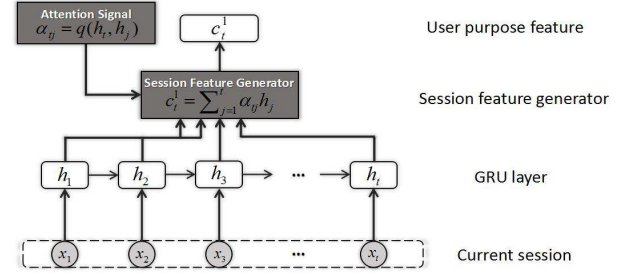 Attention Signal
α_tj = q(h_t, h_j)
c_t^1
User purpose feature
Session Feature Generator
c_t^1 = ∑_{j=1}^t α_tj h_j
Session feature generator
h_1 h_2 h_3 ... h_t
GRU layer
x_1 x_2 x_3 ... x_t
Current session